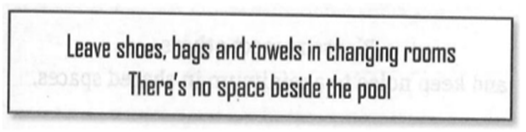 Leave shoes, bags and towels in changing rooms
There's no space beside the pool